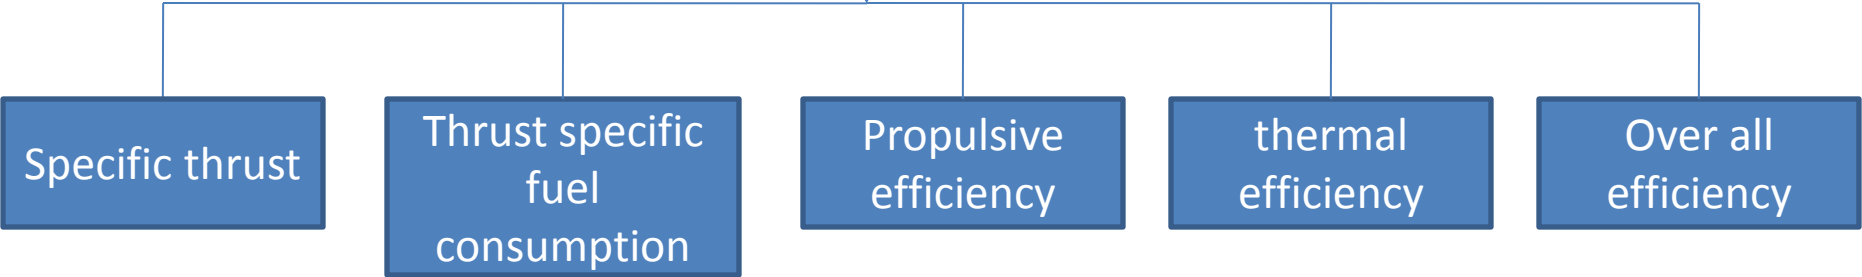 Specific thrust
Thrust specific
fuel
consumption
Propulsive
efficiency
thermal
efficiency
Over all
efficiency